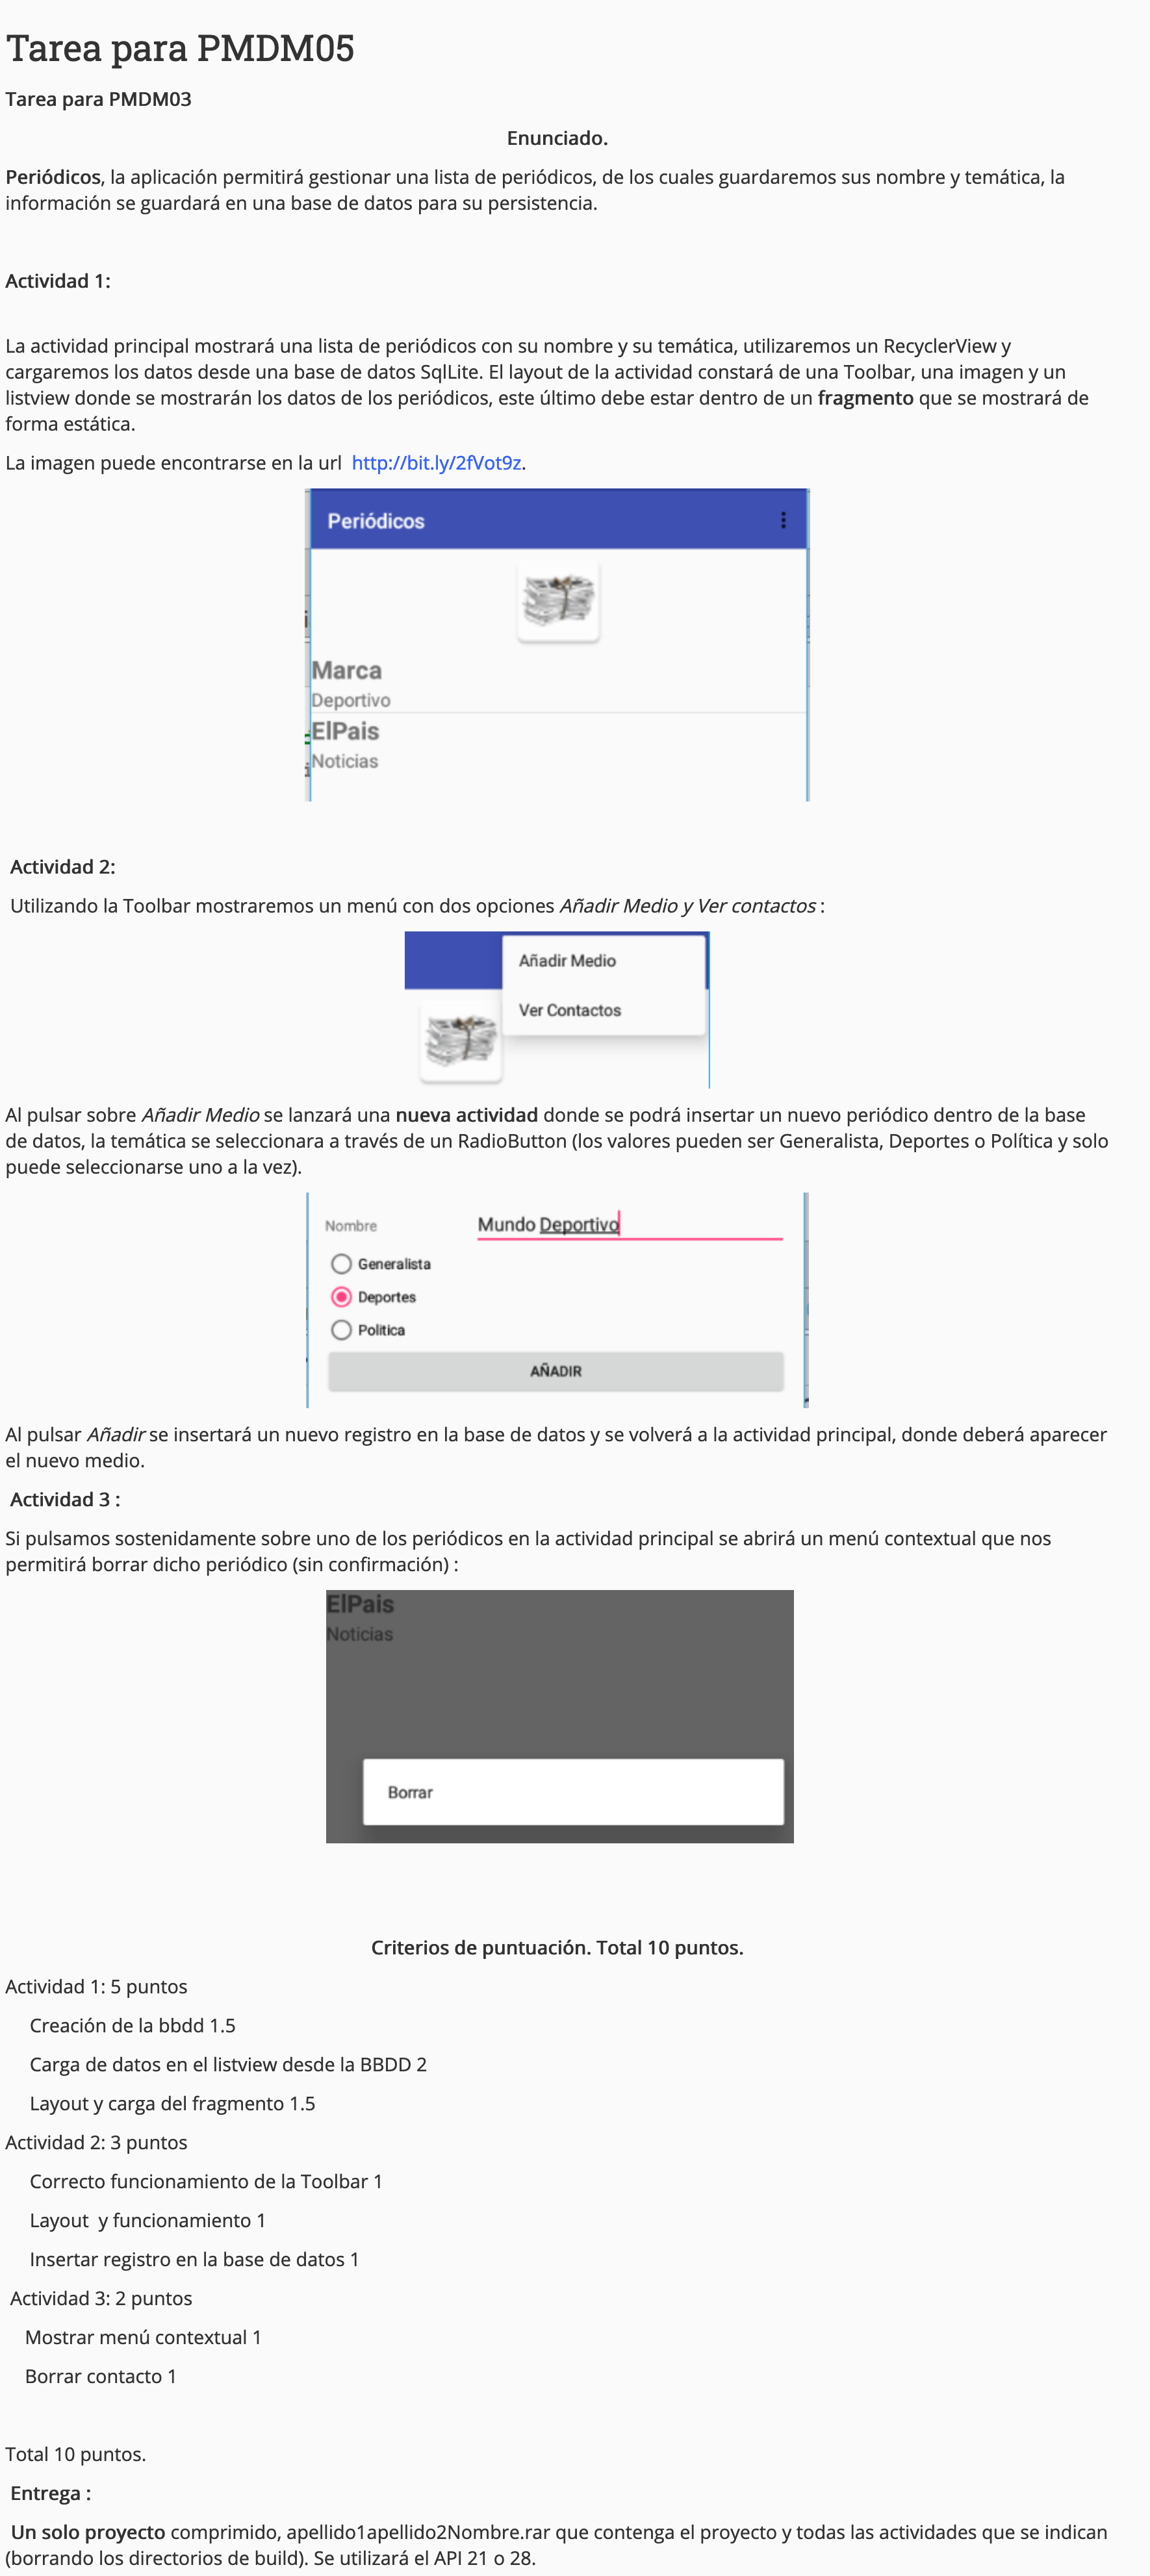 Tarea para PMDM05
Tarea para PMDM03
Enunciado.
Periódicos, la aplicación permitirá gestionar una lista de periódicos, de los cuales guardaremos sus nombre y temática, la
información se guardará en una base de datos para su persistencia.
Actividad 1:
La actividad principal mostrará una lista de periódicos con su nombre y su temática, utilizaremos un RecyclerView y
cargaremos los datos desde una base de datos SqlLite. El layout de la actividad constará de una Toolbar, una imagen y un
listview donde se mostrarán los datos de los periódicos, este último debe estar dentro de un fragmento que se mostrará de
forma estática.
La imagen puede encontrarse en la url  http://bit.ly/2fVot9z.
Periódicos
Marca
Deportivo
ElPais
Noticias
Actividad 2:
Utilizando la Toolbar mostraremos un menú con dos opciones Añadir Medio y Ver contactos :
Añadir Medio
Ver Contactos
Al pulsar sobre Añadir Medio se lanzará una nueva actividad donde se podrá insertar un nuevo periódico dentro de la base
de datos, la temática se seleccionara a través de un RadioButton (los valores pueden ser Generalista, Deportes o Política y solo
puede seleccionarse uno a la vez).
Nombre Mundo Deportivo
Generalista
Deportes
Politica
AÑADIR
Al pulsar Añadir se insertará un nuevo registro en la base de datos y se volverá a la actividad principal, donde deberá aparecer
el nuevo medio.
Actividad 3 :
Si pulsamos sostenidamente sobre uno de los periódicos en la actividad principal se abrirá un menú contextual que nos
permitirá borrar dicho periódico (sin confirmación) :
ElPais
Noticias
Borrar
Criterios de puntuación. Total 10 puntos.
Actividad 1: 5 puntos
Creación de la bbdd 1.5
Carga de datos en el listview desde la BBDD 2
Layout y carga del fragmento 1.5
Actividad 2: 3 puntos
Correcto funcionamiento de la Toolbar 1
Layout  y funcionamiento 1
Insertar registro en la base de datos 1
Actividad 3: 2 puntos
Mostrar menú contextual 1
Borrar contacto 1
Total 10 puntos.
Entrega :
Un solo proyecto comprimido, apellido1apellido2Nombre.rar que contenga el proyecto y todas las actividades que se indican
(borrando los directorios de build). Se utilizará el API 21 o 28.